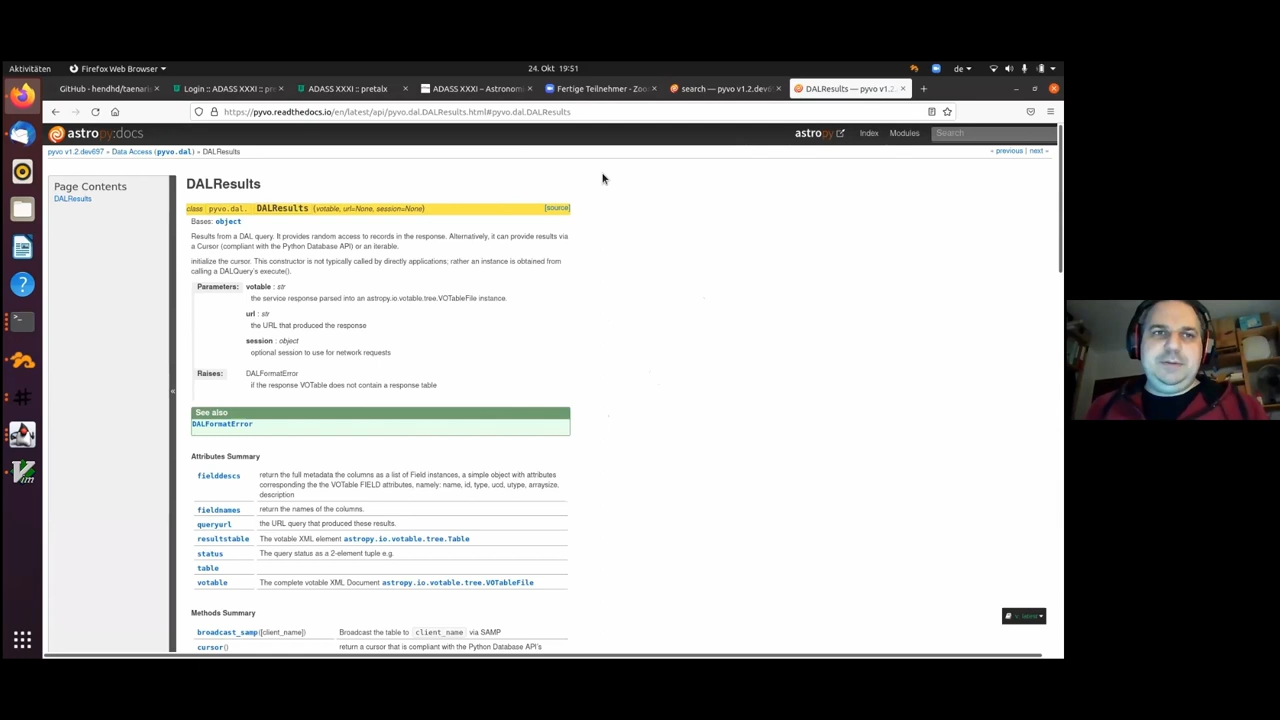 Aktivitäten
Firefox Web Browser
24. Okt 19:51
de
GitHub - hendhd/taenari
Login :: ADASS XXXI :: pre
ADASS XXXI :: pretalx
ADASS XXXI – Astronom
Fertige Teilnehmer - Zoo
search — pyvo v1.2.dev6
DALResults — pyvo v1.2.
https://pyvo.readthedocs.io/en/latest/api/pyvo.dal.DALResults.html#pyvo.dal.DALResults
astropy:docs
astropy
Index
Modules
Search
pyvo v1.2.dev697 » Data Access (pyvo.dal) » DALResults
« previous | next »
Page Contents
DALResults
DALResults
class pyvo.dal. DALResults (votable, url=None, session=None)
[source]
Bases: object
Results from a DAL query. It provides random access to records in the response. Alternatively, it can provide results via
a Cursor (compliant with the Python Database API) or an iterable.
initialize the cursor. This constructor is not typically called by directly applications; rather an instance is obtained from
calling a DALQuery's execute().
Parameters: votable : str
the service response parsed into an astropy.io.votable.tree.VOTableFile instance.
url : str
the URL that produced the response
session : object
optional session to use for network requests
Raises: DALFormatError
if the response VOTable does not contain a response table
«
See also
DALFormatError
Attributes Summary
fielddescs return the full metadata the columns as a list of Field instances, a simple object with attributes
corresponding the the VOTable FIELD attributes, namely: name, id, type, ucd, utype, arraysize,
description
fieldnames return the names of the columns.
queryurl the URL query that produced these results.
resultstable The votable XML element astropy.io.votable.tree.Table
status The query status as a 2-element tuple e.g.
table
votable The complete votable XML Document astropy.io.votable.tree.VOTableFile
Methods Summary
broadcast_samp([client_name]) Broadcast the table to client_name via SAMP
cursor() return a cursor that is compliant with the Python Database API's
v: latest